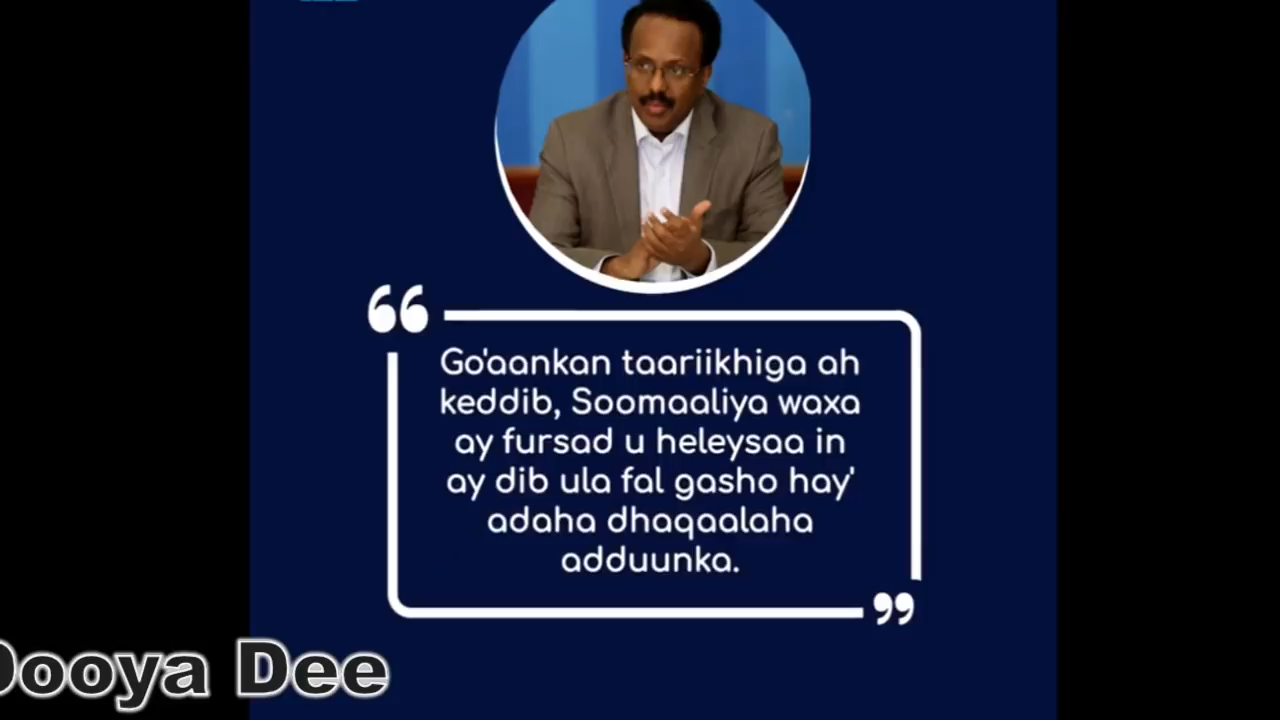 Go'aankan taariikhiga ah
keddib, Soomaaliya waxa
ay fursad u heleysaa in
ay dib ula fal gasho hay'
adaha dhaqaalaha
adduunka.
Dooya Dee